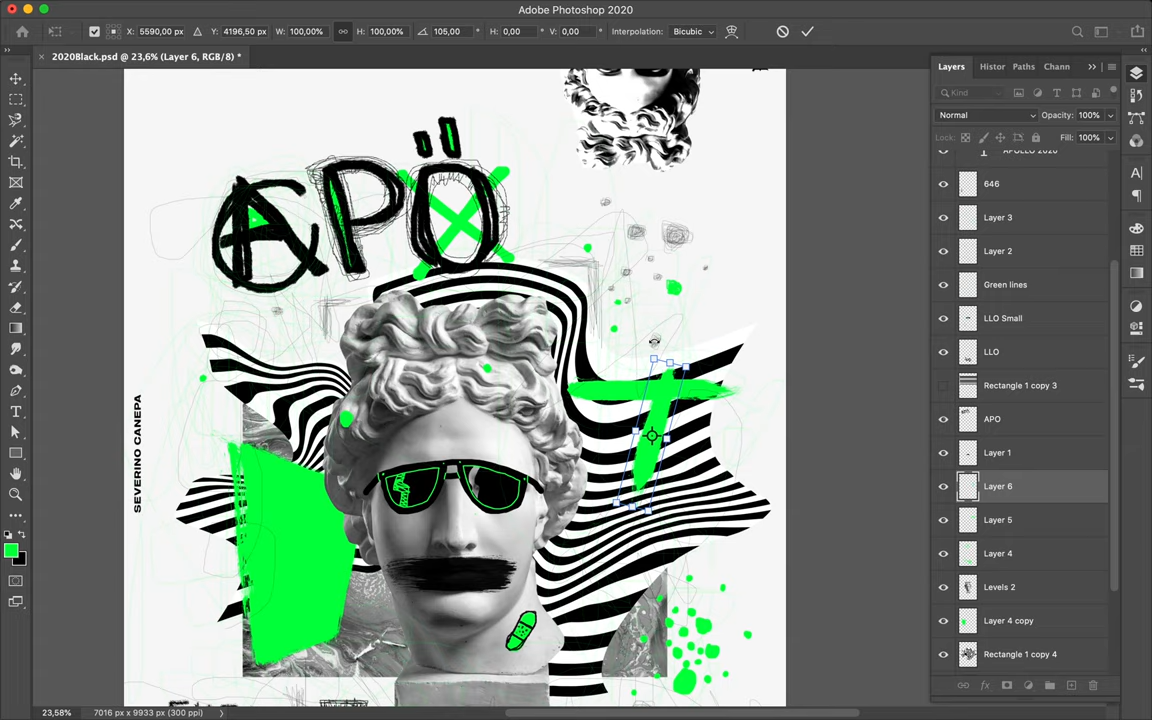 Adobe Photoshop 2020
X: 5590,00 px Y: 4196,50 px W: 100,00% H: 100,00% 105,00 ° H: 0,00 ° V: 0,00 ° Interpolation: Bicubic
× 2020Black.psd @ 23,6% (Layer 6, RGB/8) *
Layers Histor Paths Chann
Kind
Normal Opacity: 100%
Lock: Fill: 100%
APOLLO 2020
646
Layer 3
Layer 2
Green lines
LLO Small
LLO
Rectangle 1 copy 3
APO
Layer 1
Layer 6
Layer 5
Layer 4
Levels 2
Layer 4 copy
Rectangle 1 copy 4
APÖ
SEVERINO CANEPA
23,58% 7016 px x 9933 px (300 ppi)